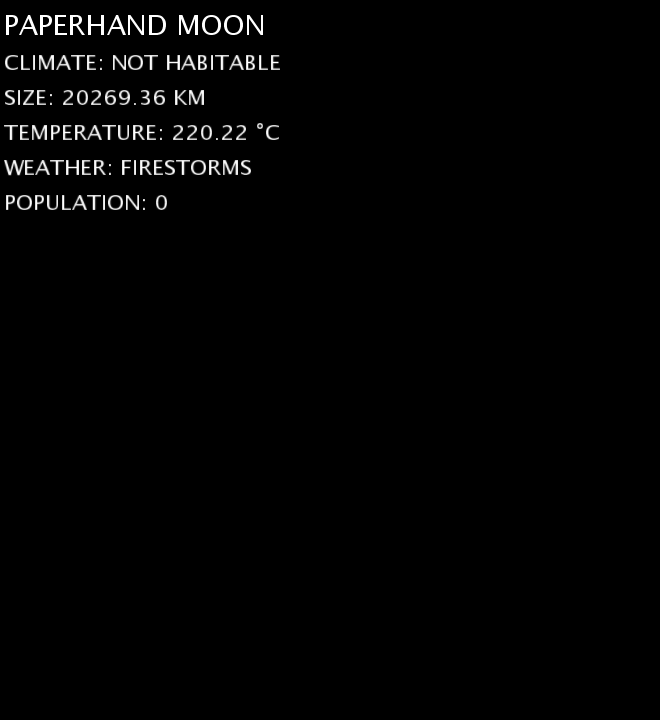 PAPERHAND MOON
CLIMATE: NOT HABITABLE
SIZE: 20269.36 KM
TEMPERATURE: 220.22 °C
WEATHER: FIRESTORMS
POPULATION: 0